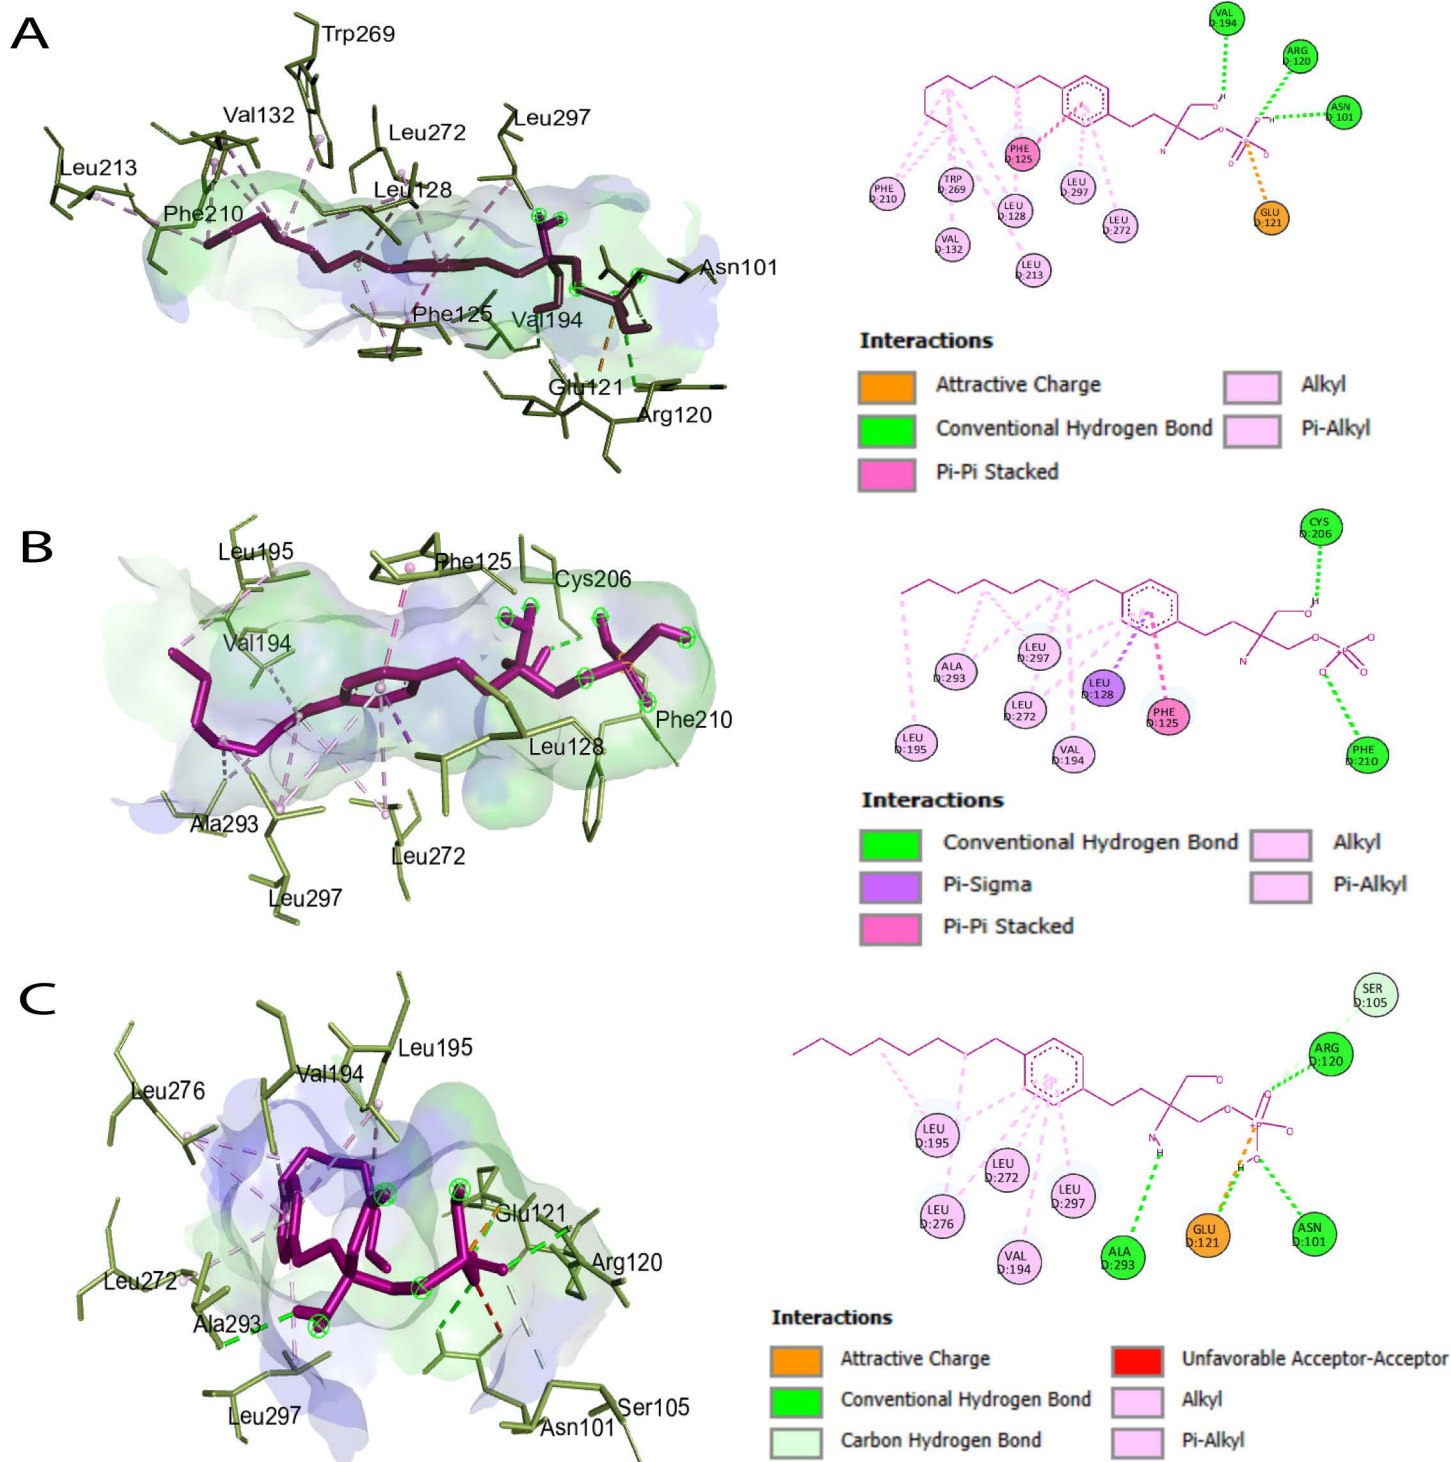 A
Trp269
Val132
Leu272
Leu297
Leu213
Leu128
Phe210
Asn101
Phe125
Val194
Glu121
Arg120
VAL
D:194
ARG
D:120
ASN
D:101
PHE
D:125
PHE
D:210
TRP
D:269
LEU
D:128
LEU
D:297
LEU
D:272
GLU
D:121
VAL
D:132
LEU
D:213
N
O
H
O
O
H
P
O
O
Interactions
Attractive Charge
Alkyl
Conventional Hydrogen Bond
Pi-Alkyl
Pi-Pi Stacked
B
Leu195
Phe125
Cys206
Val194
Phe210
Leu128
Ala293
Leu272
Leu297
CYS
D:206
LEU
D:297
ALA
D:293
LEU
D:128
LEU
D:272
PHE
D:125
LEU
D:195
VAL
D:194
PHE
D:210
H
O
N
O
P
O
O
O
Interactions
Conventional Hydrogen Bond
Alkyl
Pi-Sigma
Pi-Alkyl
Pi-Pi Stacked
C
Leu195
Val194
Leu276
Glu121
Arg120
Leu272
Ala293
Leu297
Ser105
Asn101
SER
D:105
ARG
D:120
LEU
D:195
LEU
D:272
LEU
D:297
LEU
D:276
VAL
D:194
ALA
D:293
GLU
D:121
ASN
D:101
O
O
O
+P
O
N
H
H
O
Interactions
Attractive Charge
Unfavorable Acceptor-Acceptor
Conventional Hydrogen Bond
Alkyl
Carbon Hydrogen Bond
Pi-Alkyl